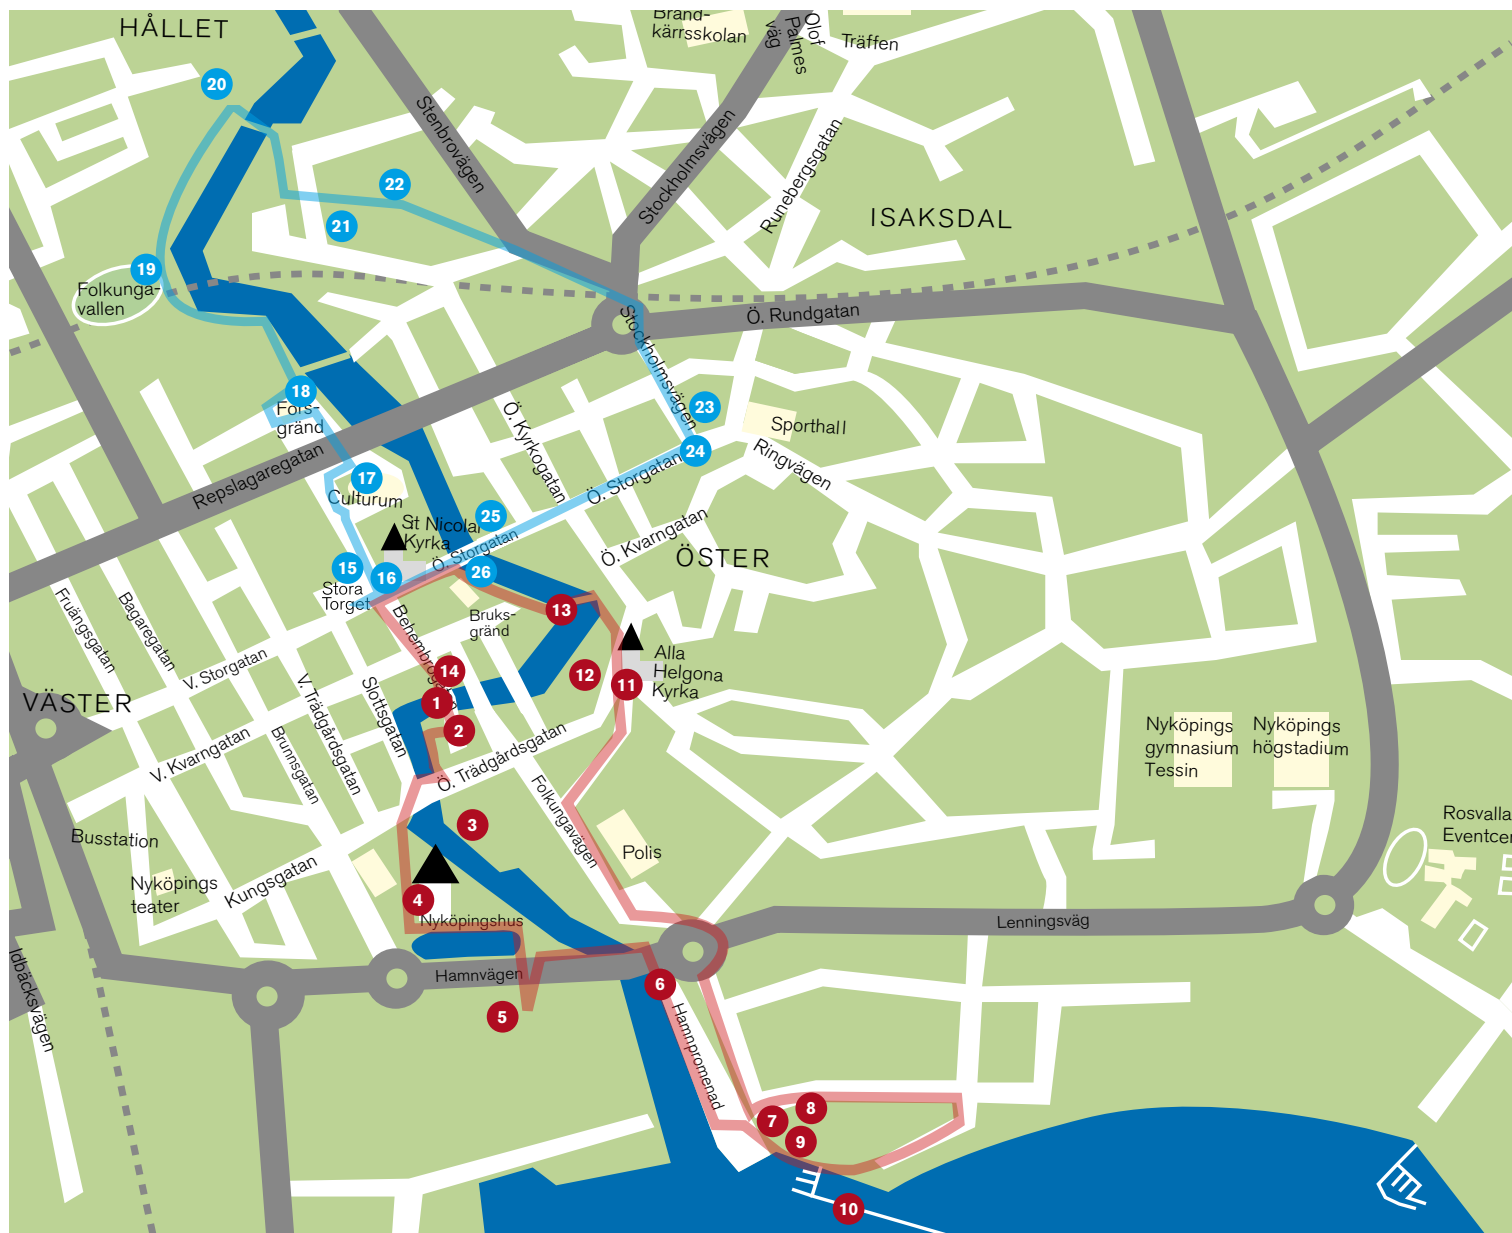 HÅLLET
Brand-
kärrsskolan
Olof
Palmes
väg
Träffen
20
Stenbrovägen
Stockholmsvägen
Runebergsgatan
22
21
ISAKSDAL
19
Folkunga-
vallen
Stockholmsvägen
Ö. Rundgatan
18
Fors-
gränd
23
24
Sporthall
Ringvägen
Ö. Kyrkogatan
Repslagaregatan
17
Culturum
Ö. Storgatan
25
St Nicolai
Kyrka
Ö. Storgatan
26
Ö. Kvarngatan
ÖSTER
15
16
Stora
Torget
Fruängsgatan
Bagaregatan
Behembrogatan
Bruks-
gränd
13
Alla
Helgona
Kyrka
14
12
11
V. Storgatan
V. Trädgårdsgatan
Slottsgatan
1
2
VÄSTER
V. Kvarngatan
Brunnsgatan
Ö. Trädgårdsgatan
Folkungavägen
Nyköpings
gymnasium
Tessin
Nyköpings
högstadium
Busstation
3
Polis
Rosvalla
Eventcen
Nyköpings
teater
Kungsgatan
4
Nyköpingshus
Lenningsväg
Idbäcksvägen
Hamnvägen
5
6
Hamnpromenad
7
8
9
10